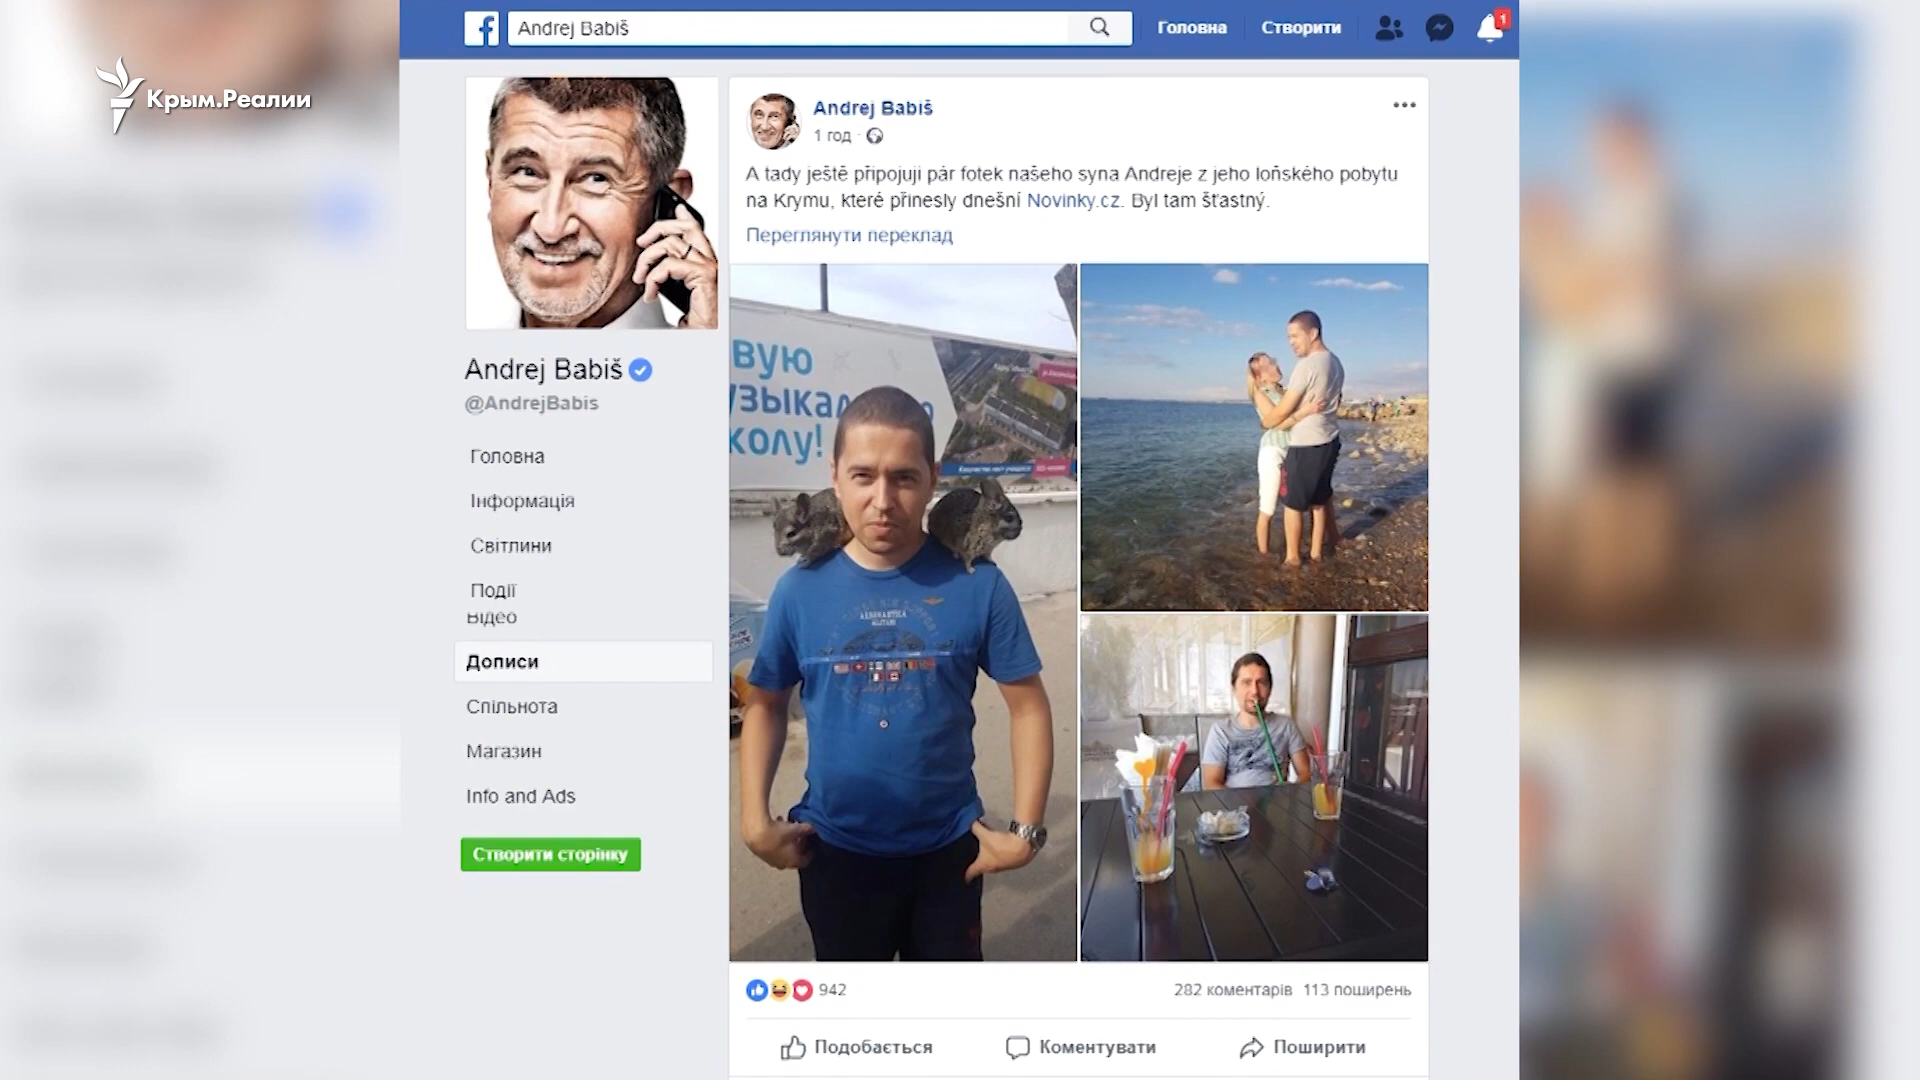 Крым.Реалии
Andrej Babiš
Головна
Створити
1
Andrej Babiš
@AndrejBabis
Головна
Інформація
Світлини
Події
Відео
Дописи
Спільнота
Магазин
Info and Ads
Створити сторінку
Andrej Babiš
1 год ·
A tady ještě připojuji pár fotek našeho syna Andreje z jeho loňského pobytu
na Krymu, které přinesly dnešní Novinky.cz. Byl tam šťastný.
Переглянути переклад
вую
колу!
AERONAUTICA
MILITARE
942
282 коментарів 113 поширень
Подобається
Коментувати
Поширити